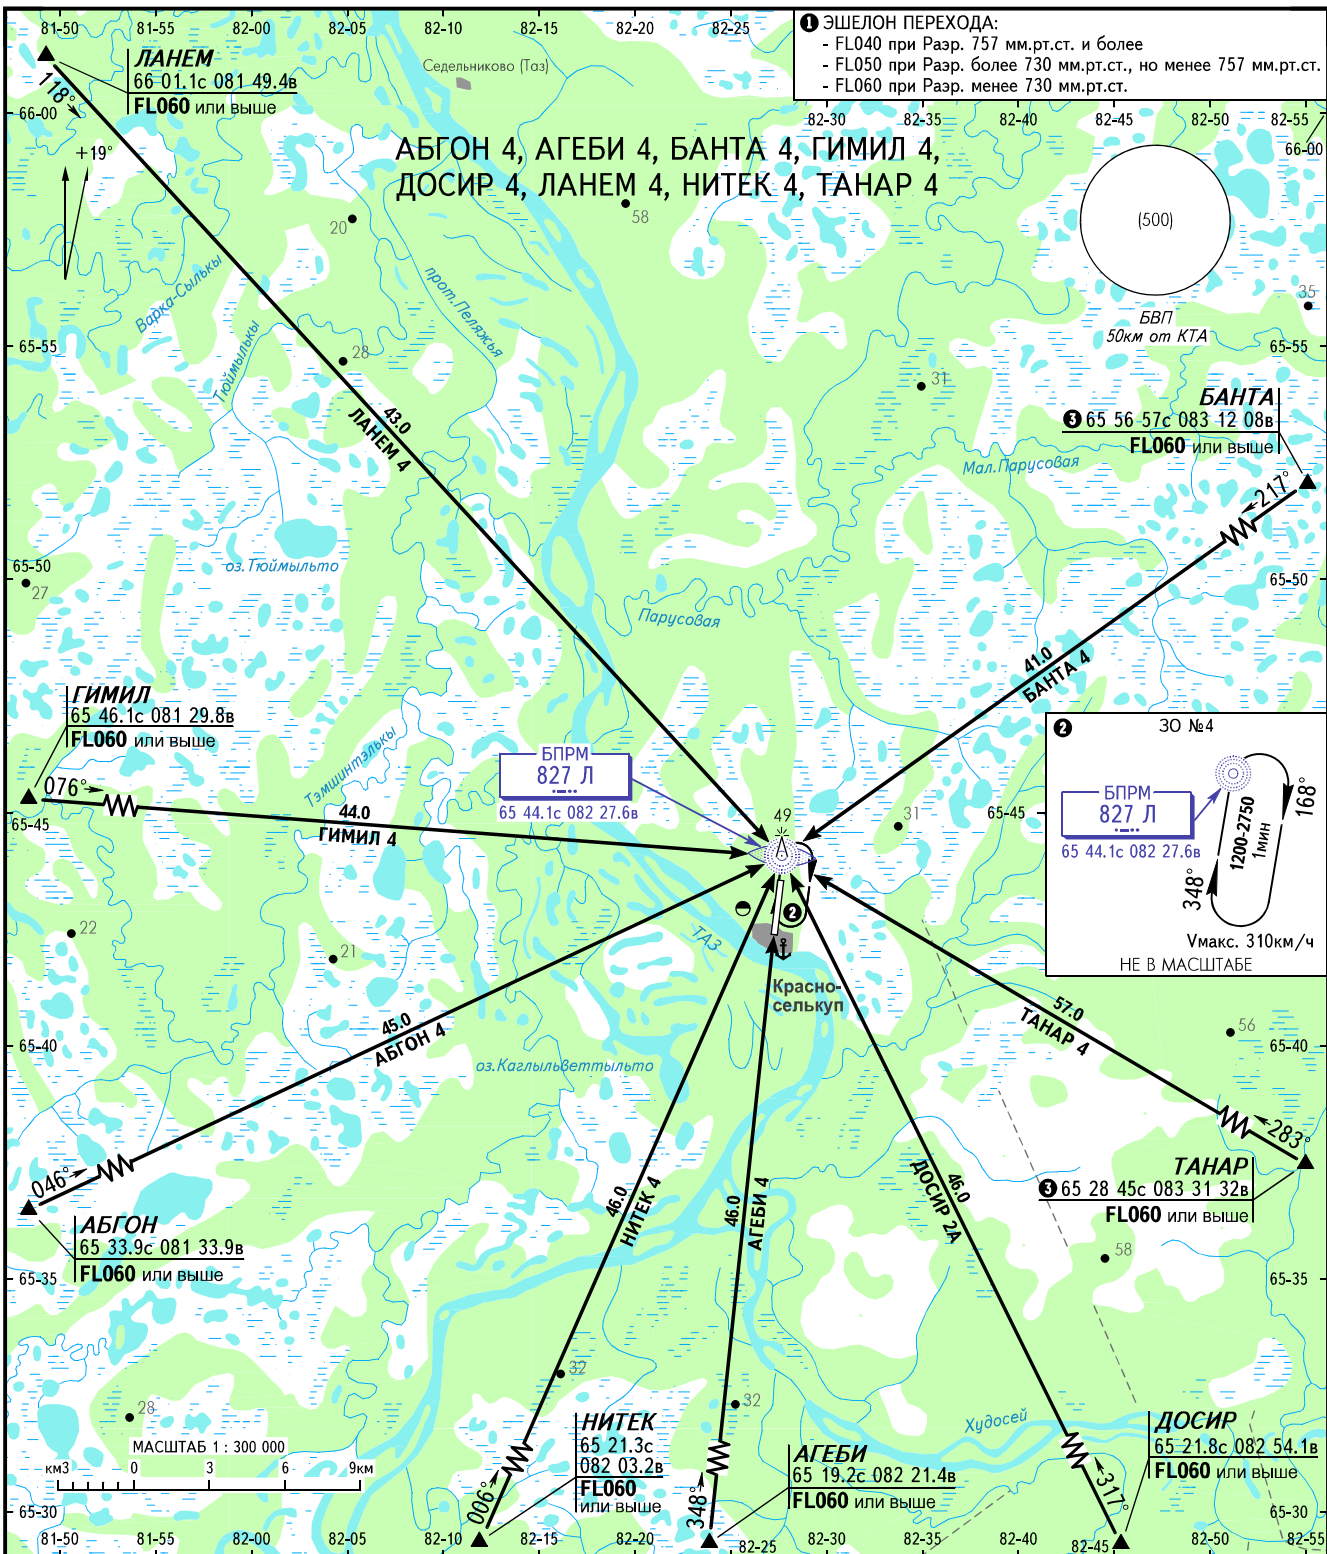 81-50
81-55
82-00
82-05
82-10
82-15
82-20
82-25
❶ ЭШЕЛОН ПЕРЕХОДА:
- FL040 при Раэр. 757 мм.рт.ст. и более
- FL050 при Раэр. более 730 мм.рт.ст., но менее 757 мм.рт.ст.
- FL060 при Раэр. менее 730 мм.рт.ст.
82-30
82-35
82-40
82-45
82-50
82-55
66-00
66-00
ЛАНЕМ
66 01.1с 081 49.4в
FL060 или выше
118°
+19°
Седельниково (Таз)
АБГОН 4, АГЕБИ 4, БАНТА 4, ГИМИЛ 4,
ДОСИР 4, ЛАНЕМ 4, НИТЕК 4, ТАНАР 4
20
58
(500)
БВП
50км от КТА
35
Варка-Сылькы
прот.Пеляжья
Тюймылькы
65-55
65-55
28
31
43.0
ЛАНЕМ 4
БАНТА
❸ 65 56 57с 083 12 08в
FL060 или выше
217°
Мал.Парусовая
65-50
27
оз.Тюймыльто
65-50
Парусовая
41.0
БАНТА 4
ГИМИЛ
65 46.1с 081 29.8в
FL060 или выше
076°
Тэмшинтэлькы
44.0
ГИМИЛ 4
65-45
БПРМ
827 Л
65 44.1с 082 27.6в
49
31
65-45
❷
ЗО №4
БПРМ
827 Л
65 44.1с 082 27.6в
1200-2750
1мин
168°
348°
Vмакс. 310км/ч
НЕ В МАСШТАБЕ
22
21
❷
ТАЗ
Красно-
селькуп
45.0
АБГОН 4
оз.Каглыльветтыльто
57.0
ТАНАР 4
56
65-40
65-40
046°
АБГОН
65 33.9с 081 33.9в
FL060 или выше
283°
ТАНАР
❸ 65 28 45с 083 31 32в
FL060 или выше
46.0
НИТЕК 4
46.0
АГЕБИ 4
46.0
ДОСИР 2А
58
65-35
65-35
32
32
28
МАСШТАБ 1 : 300 000
км3 0 3 6 9км
НИТЕК
65 21.3с
082 03.2в
FL060
или выше
006°
АГЕБИ
65 19.2с 082 21.4в
FL060 или выше
348°
Худосей
ДОСИР
65 21.8с 082 54.1в
FL060 или выше
317°
65-30
65-30
81-50
81-55
82-00
82-05
82-10
82-15
82-20
82-25
82-30
82-35
82-40
82-45
82-50
82-55